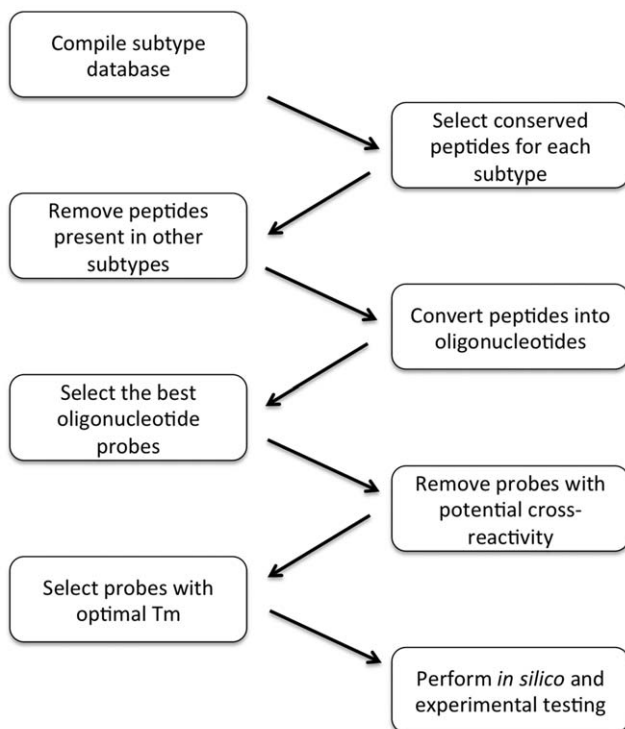 Compile subtype
database
Select conserved
peptides for each
subtype
Remove peptides
present in other
subtypes
Convert peptides into
oligonucleotides
Select the best
oligonucleotide
probes
Remove probes with
potential cross-
reactivity
Select probes with
optimal Tm
Perform in silico and
experimental testing